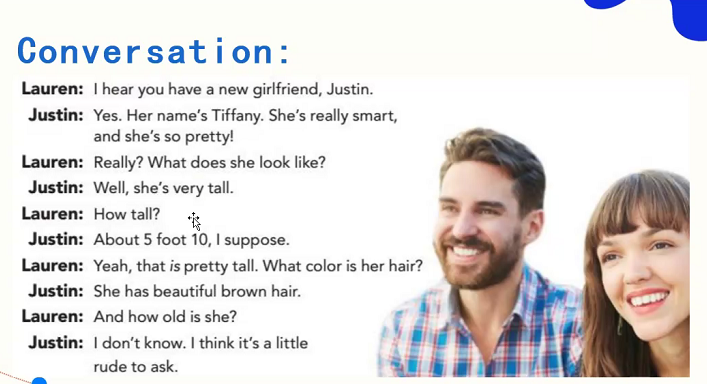 Conversation:
Lauren: I hear you have a new girlfriend, Justin.
Justin: Yes. Her name's Tiffany. She's really smart,
and she's so pretty!
Lauren: Really? What does she look like?
Justin: Well, she's very tall.
Lauren: How tall?
Justin: About 5 foot 10, I suppose.
Lauren: Yeah, that is pretty tall. What color is her hair?
Justin: She has beautiful brown hair.
Lauren: And how old is she?
Justin: I don't know. I think it's a little
rude to ask.